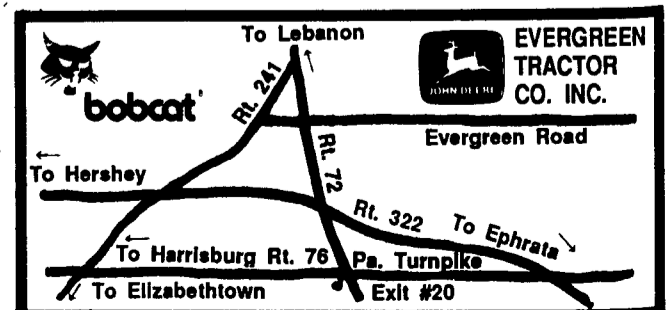 To Lebanon
bobcat
JOHN DEERE
EVERGREEN
TRACTOR
CO. INC.
Rt. 241
Evergreen Road
Rt. 72
To Hershey
Rt. 322
To Ephrata
To Harrisburg Rt. 76
Pa. Turnpike
To Elizabethtown
Exit #20